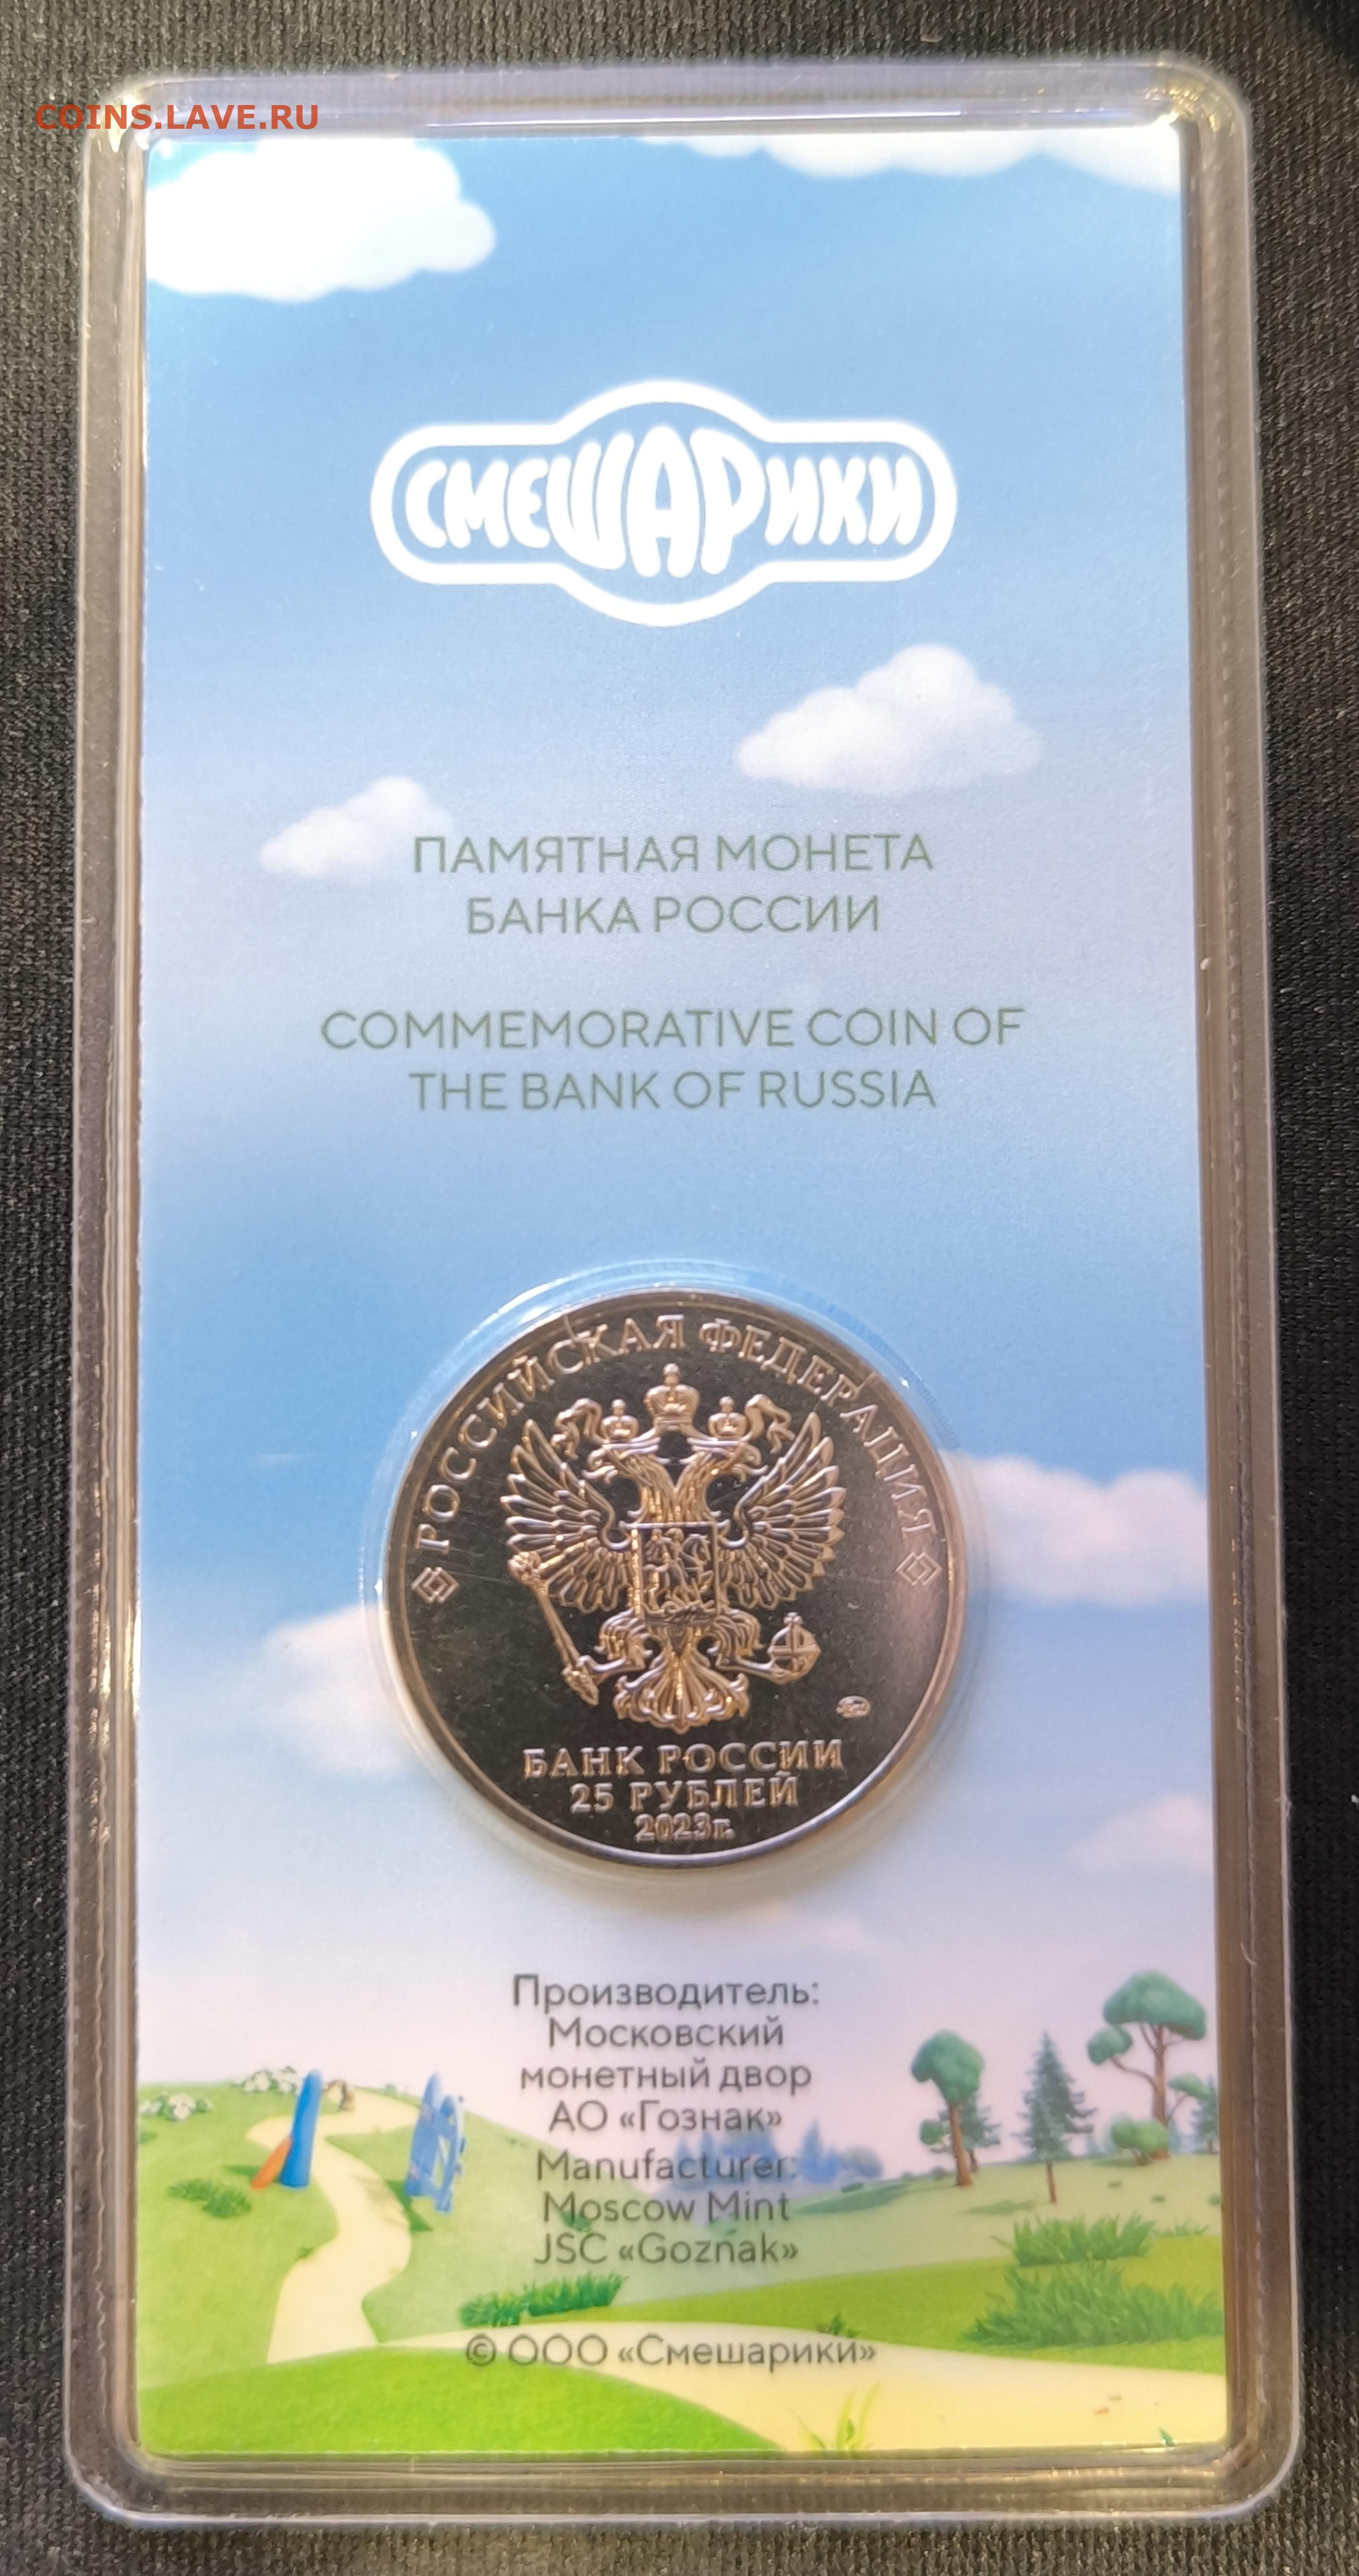 COINS.LAVE.RU
СМЕШАРИКИ
ПАМЯТНАЯ МОНЕТА
БАНКА РОССИИ
COMMEMORATIVE COIN OF
THE BANK OF RUSSIA
РОССИЙСКАЯ ФЕДЕРАЦИЯ
БАНК РОССИИ
25 РУБЛЕЙ
2023г.
Производитель:
Московский
монетный двор
АО «Гознак»
Manufacturer:
Moscow Mint
JSC «Goznak»
© ООО «Смешарики»